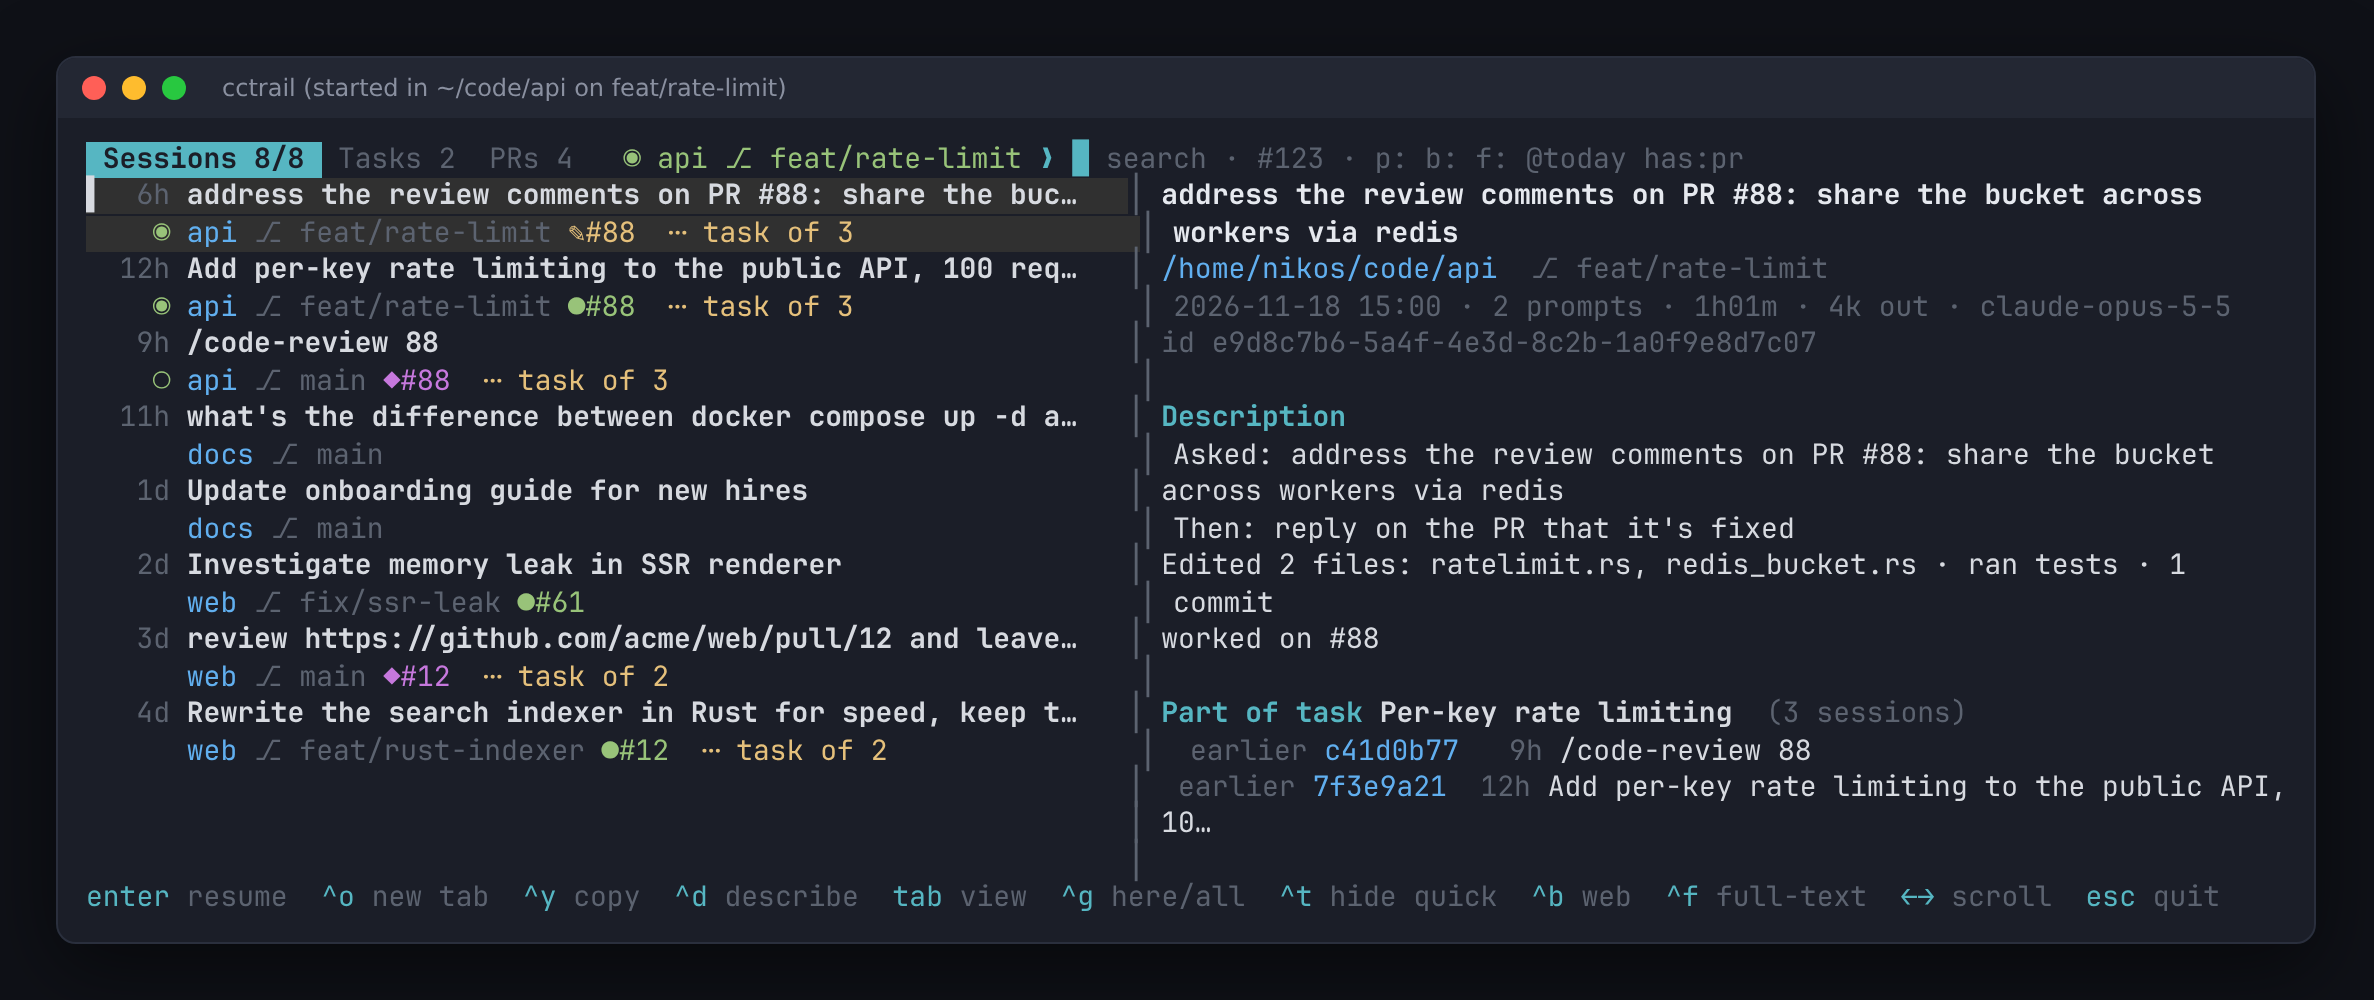 cctrail (started in ~/code/api on feat/rate-limit)
Sessions 8/8 Tasks 2 PRs 4 ◉ api ⎇ feat/rate-limit ❯ search · #123 · p: b: f: @today has:pr
6h address the review comments on PR #88: share the buc…
◉ api ⎇ feat/rate-limit ✎#88 ⋯ task of 3
12h Add per-key rate limiting to the public API, 100 req…
◉ api ⎇ feat/rate-limit ●#88 ⋯ task of 3
9h /code-review 88
○ api ⎇ main ◆#88 ⋯ task of 3
11h what's the difference between docker compose up -d a…
docs ⎇ main
1d Update onboarding guide for new hires
docs ⎇ main
2d Investigate memory leak in SSR renderer
web ⎇ fix/ssr-leak ●#61
3d review https://github.com/acme/web/pull/12 and leave…
web ⎇ main ◆#12 ⋯ task of 2
4d Rewrite the search indexer in Rust for speed, keep t…
web ⎇ feat/rust-indexer ●#12 ⋯ task of 2
address the review comments on PR #88: share the bucket across
workers via redis
/home/nikos/code/api ⎇ feat/rate-limit
2026-11-18 15:00 · 2 prompts · 1h01m · 4k out · claude-opus-5-5
id e9d8c7b6-5a4f-4e3d-8c2b-1a0f9e8d7c07
Description
Asked: address the review comments on PR #88: share the bucket
across workers via redis
Then: reply on the PR that it's fixed
Edited 2 files: ratelimit.rs, redis_bucket.rs · ran tests · 1
commit
worked on #88
Part of task Per-key rate limiting (3 sessions)
earlier c41d0b77 9h /code-review 88
earlier 7f3e9a21 12h Add per-key rate limiting to the public API,
10…
enter resume ^o new tab ^y copy ^d describe tab view ^g here/all ^t hide quick ^b web ^f full-text ←→ scroll esc quit